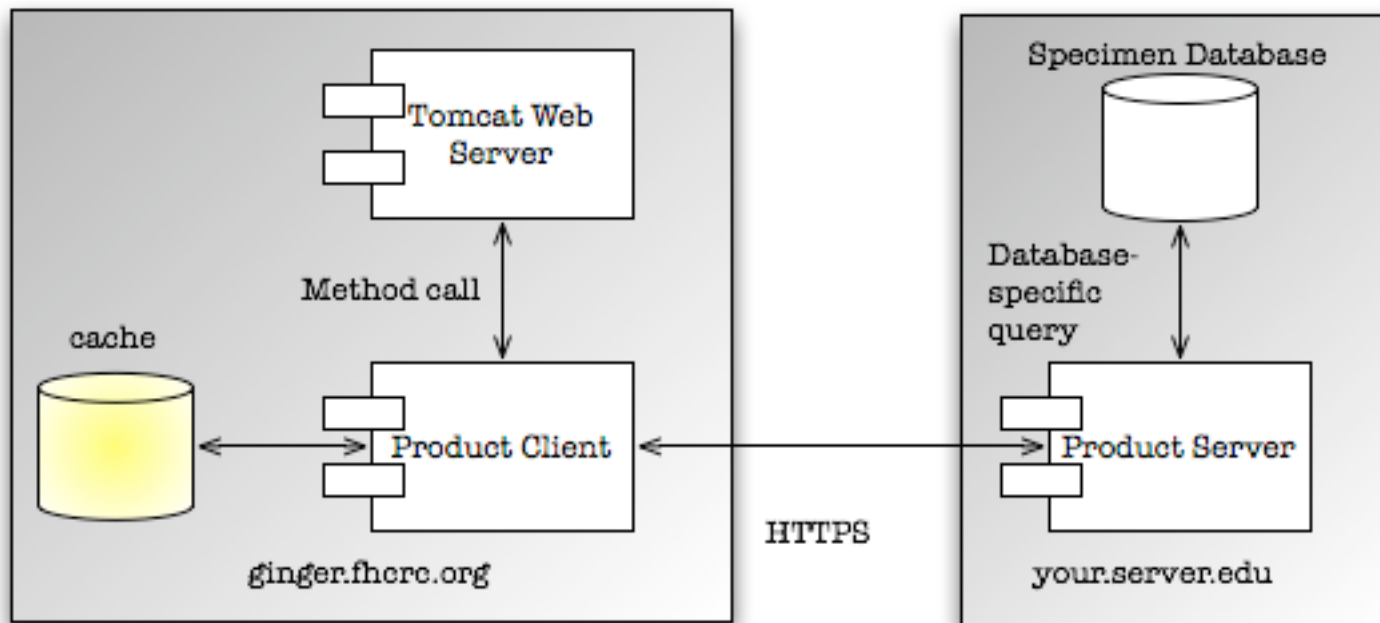 Tomcat Web
Server
Method call
cache
Product Client
ginger.fhcrc.org
HTTPS
Specimen Database
Database-
specific
query
Product Server
your.server.edu